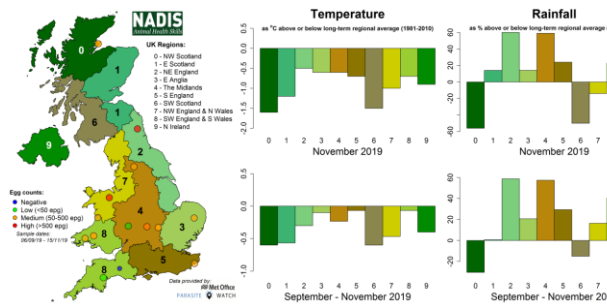 NADIS
Animal Health Skills
UK Regions:
0 - NW Scotland
1 - E Scotland
2 - NE England
3 - E Anglia
4 - The Midlands
5 - S England
6 - SW Scotland
7 - NW England & N Wales
8 - SW England & S Wales
9 - N Ireland
0
1
1
6
9
2
7
4
3
8
5
8
Egg counts:
Negative
Low (<50 epg)
Medium (50-500 epg)
High (>500 epg)
Sample dates:
06/09/19 - 15/11/19
Data provided by:
Met Office
PARASITE WATCH
Temperature
as °C above or below long-term regional average (1981-2010)
0.0
-0.5
-1.0
-1.5
-2.0
0 1 2 3 4 5 6 7 8 9
November 2019
0.0
-0.5
-1.0
-1.5
-2.0
0 1 2 3 4 5 6 7 8 9
September - November 2019
Rainfall
as % above or below long-term regional average
60
40
20
0
-20
-40
0 1 2 3 4 5 6 7
November 2019
60
40
20
0
-20
0 1 2 3 4 5 6 7
September - November 20